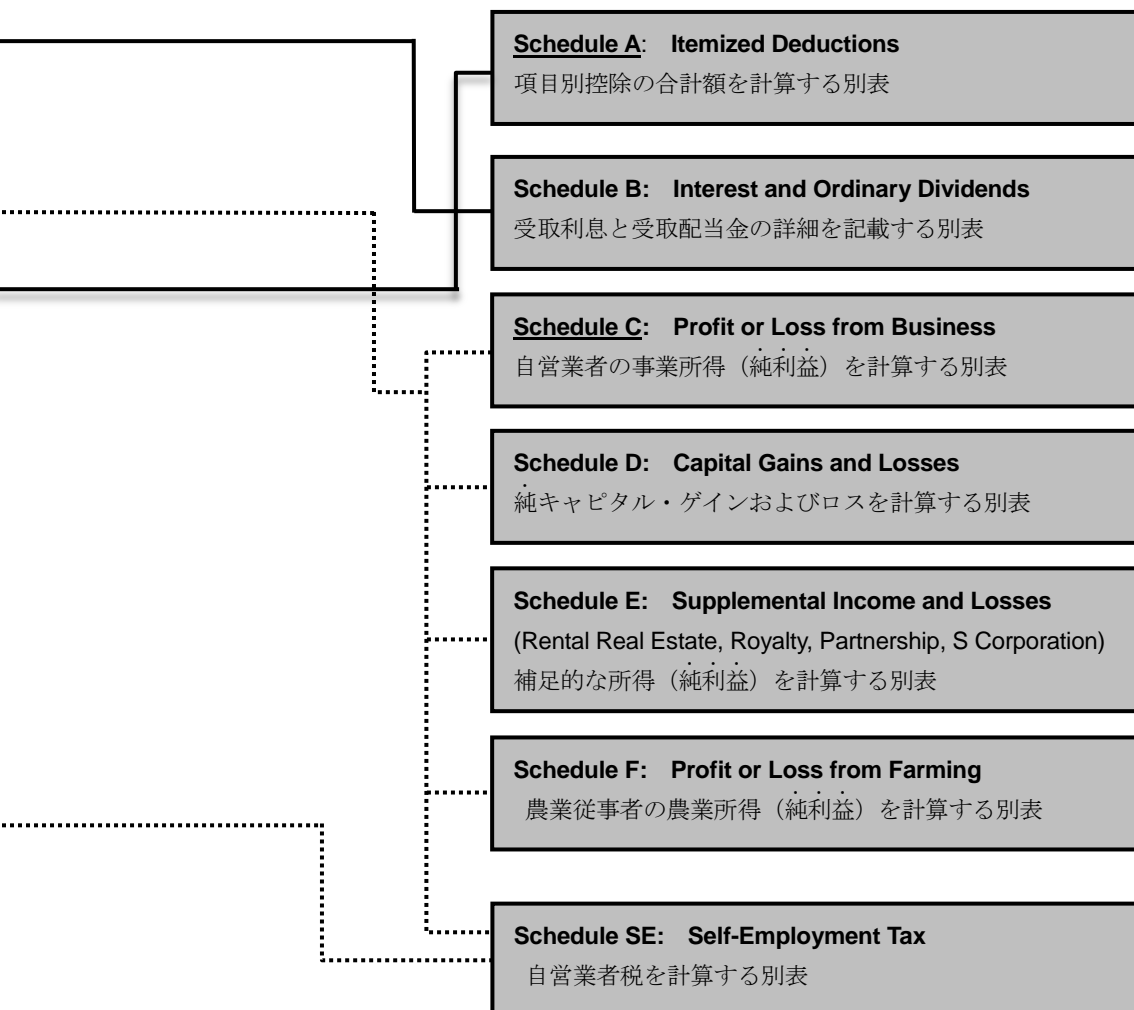 Schedule A: Itemized Deductions
項目別控除の合計額を計算する別表
Schedule B: Interest and Ordinary Dividends
受取利息と受取配当金の詳細を記載する別表
Schedule C: Profit or Loss from Business
自営業者の事業所得（純利益）を計算する別表
Schedule D: Capital Gains and Losses
純キャピタル・ゲインおよびロスを計算する別表
Schedule E: Supplemental Income and Losses
(Rental Real Estate, Royalty, Partnership, S Corporation)
補足的な所得（純利益）を計算する別表
Schedule F: Profit or Loss from Farming
農業従事者の農業所得（純利益）を計算する別表
Schedule SE: Self-Employment Tax
自営業者税を計算する別表